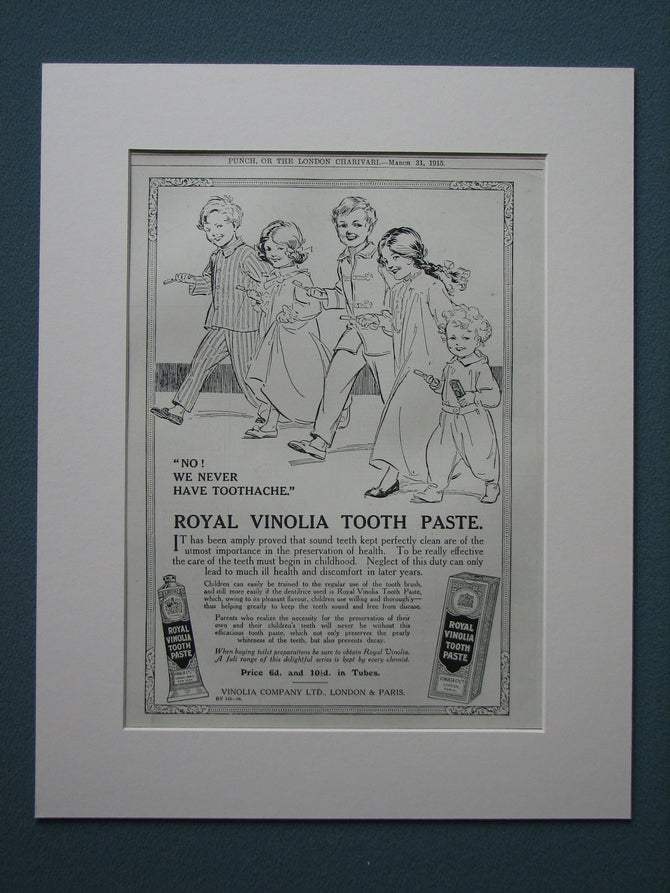 PUNCH, OR THE LONDON CHARIVARI.—March 31, 1915.
"NO!
WE NEVER
HAVE TOOTHACHE."
ROYAL VINOLIA TOOTH PASTE.
IT has been amply proved that sound teeth kept perfectly clean are of the
utmost importance in the preservation of health. To be really effective
the care of the teeth must begin in childhood. Neglect of this duty can only
lead to much ill health and discomfort in later years.
Children can easily be trained to the regular use of the tooth brush,
and still more easily if the dentifrice used is Royal Vinolia Tooth Paste,
which, owing to its pleasant flavour, children use willing and thoroughly—
thus helping greatly to keep the teeth sound and free from disease.
Parents who realize the necessity for the preservation of their
own and their children's teeth will never be without this
efficacious tooth paste, which not only preserves the pearly
whiteness of the teeth, but also prevents decay.
When buying toilet preparations be sure to obtain Royal Vinolia.
A full range of this delightful series is kept by every chemist.
Price 6d. and 10½d. in Tubes.
VINOLIA COMPANY LTD., LONDON & PARIS.
ROYAL
VINOLIA
TOOTH
PASTE
ROYAL
VINOLIA
TOOTH
PASTE